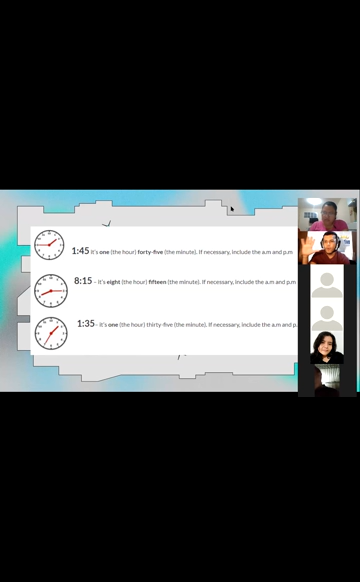 1:45 It's one (the hour) forty-five (the minute). If necessary, include the a.m and p.m
8:15 - It's eight (the hour) fifteen (the minute). If necessary, include the a.m and p.m
1:35 - It's one (the hour) thirty-five (the minute). If necessary, include the a.m and p.